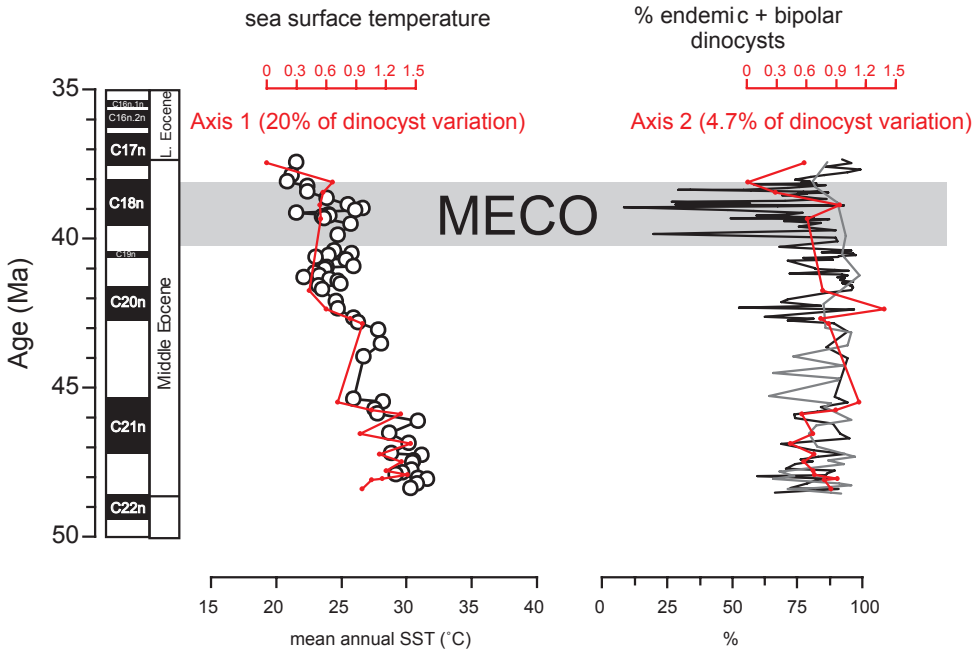 sea surface temperature
% endemic + bipolar
dinocysts
0 0.3 0.6 0.9 1.2 1.5
0 0.3 0.6 0.9 1.2 1.5
Axis 1 (20% of dinocyst variation)
Axis 2 (4.7% of dinocyst variation)
35
40
45
50
Age (Ma)
C16n.1n
C16n.2n
C17n
C18n
C19n
C20n
C21n
C22n
L. Eocene
Middle Eocene
MECO
15 20 25 30 35 40
mean annual SST (˚C)
0 25 50 75 100
%